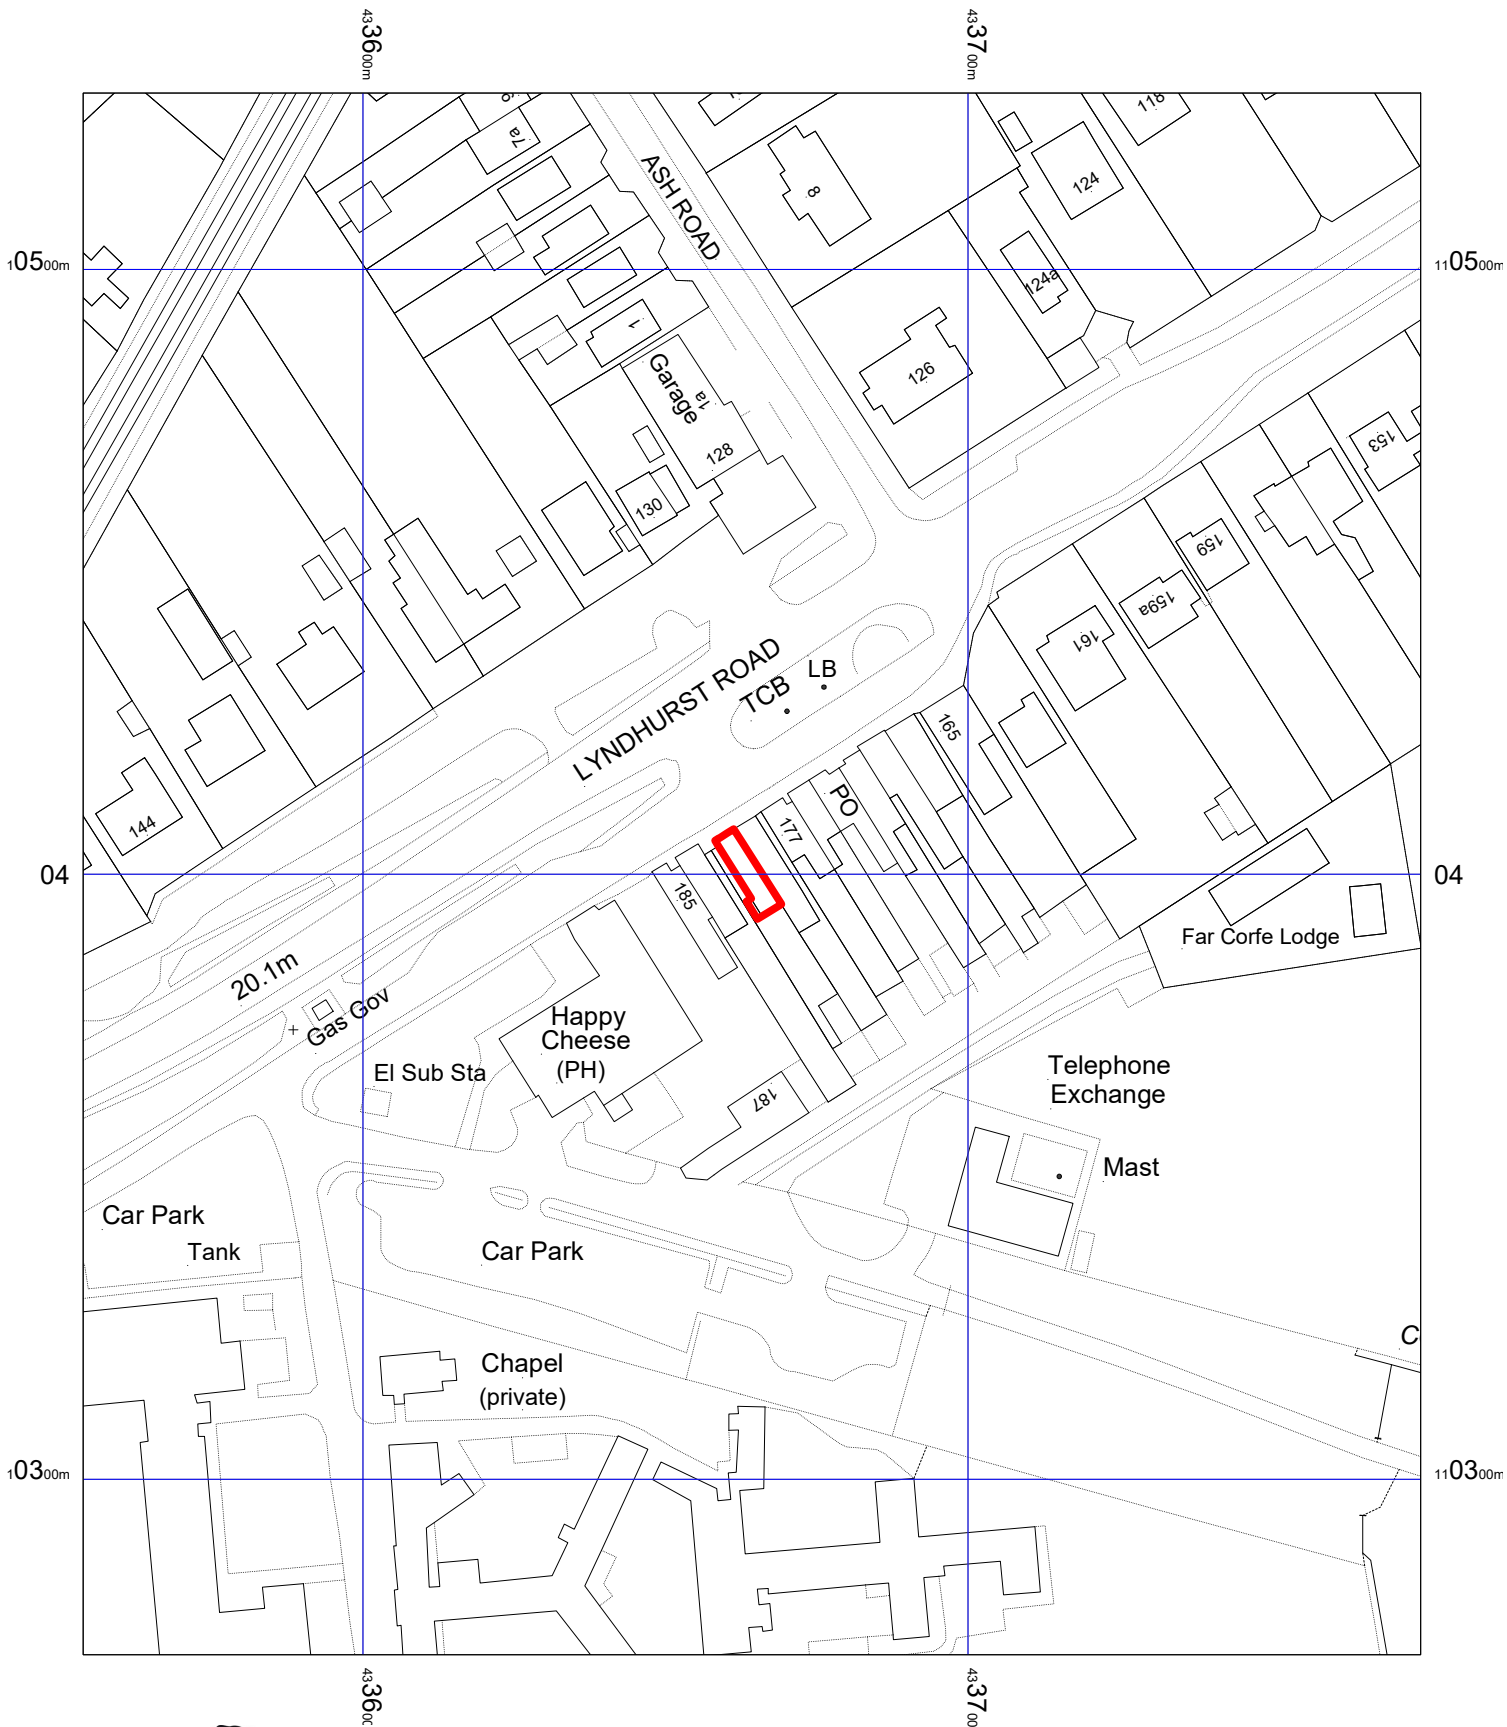 4336 00m
4337 00m
118
7a
ASH ROAD
8
124
105 00m
1105 00m
124a
1
Garage
1a
126
128
153
130
159
159a
161
LYNDHURST ROAD
LB
TCB
165
PO
144
177
04
04
185
Far Corfe Lodge
20.1m
Gas Gov
Happy
Cheese
(PH)
El Sub Sta
Telephone
Exchange
187
Mast
Car Park
Tank
Car Park
C
Chapel
(private)
103 00m
1103 00m
4336
4337 00